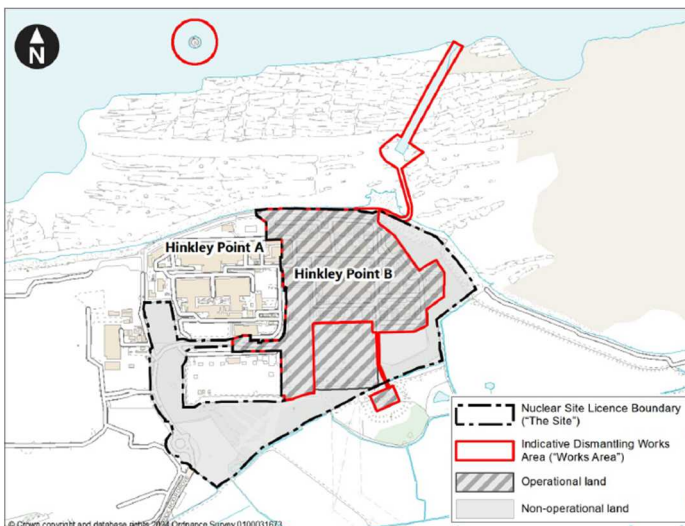 N
Hinkley Point A
Hinkley Point B
Nuclear Site Licence Boundary
("The Site")
Indicative Dismantling Works
Area ("Works Area")
Operational land
Non-operational land
© Crown copyright and database rights 2024 Ordnance Survey 0100031673